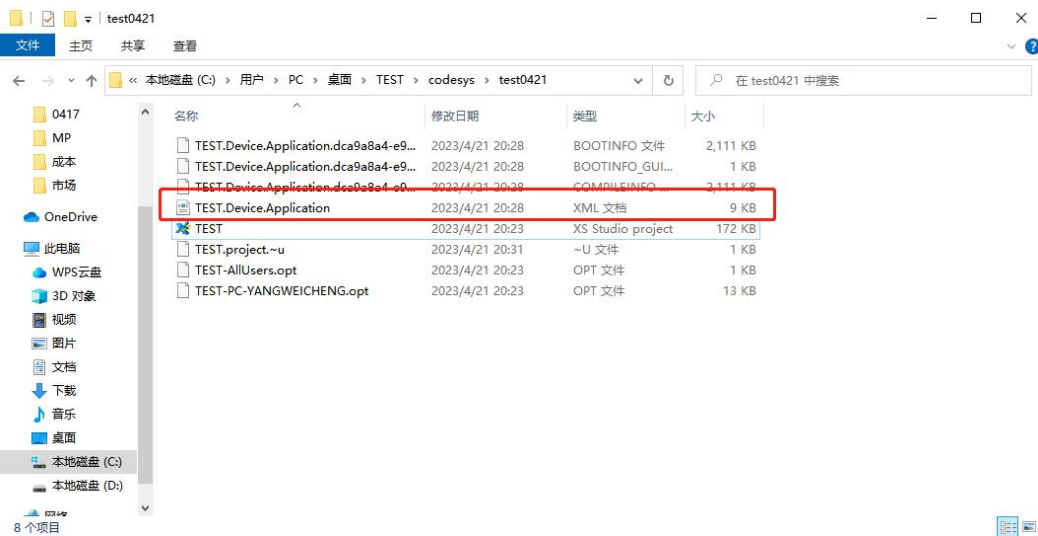 test0421
文件 主页 共享 查看
« 本地磁盘 (C:) › 用户 › PC › 桌面 › TEST › codesys › test0421
在 test0421 中搜索
名称 修改日期 类型 大小
TEST.Device.Application.dca9a8a4-e9... 2023/4/21 20:28 BOOTINFO 文件 2,111 KB
TEST.Device.Application.dca9a8a4-e9... 2023/4/21 20:28 BOOTINFO_GUI... 1 KB
TEST.Device.Application.dca9a8a4-e9... 2023/4/21 20:28 COMPILEINFO ... 2,111 KB
TEST.Device.Application 2023/4/21 20:28 XML 文档 9 KB
TEST 2023/4/21 20:23 XS Studio project 172 KB
TEST.project.~u 2023/4/21 20:31 ~U 文件 1 KB
TEST-AllUsers.opt 2023/4/21 20:23 OPT 文件 1 KB
TEST-PC-YANGWEICHENG.opt 2023/4/21 20:23 OPT 文件 13 KB
0417
MP
成本
市场
OneDrive
此电脑
WPS云盘
3D 对象
视频
图片
文档
下载
音乐
桌面
本地磁盘 (C:)
本地磁盘 (D:)
网络
8 个项目